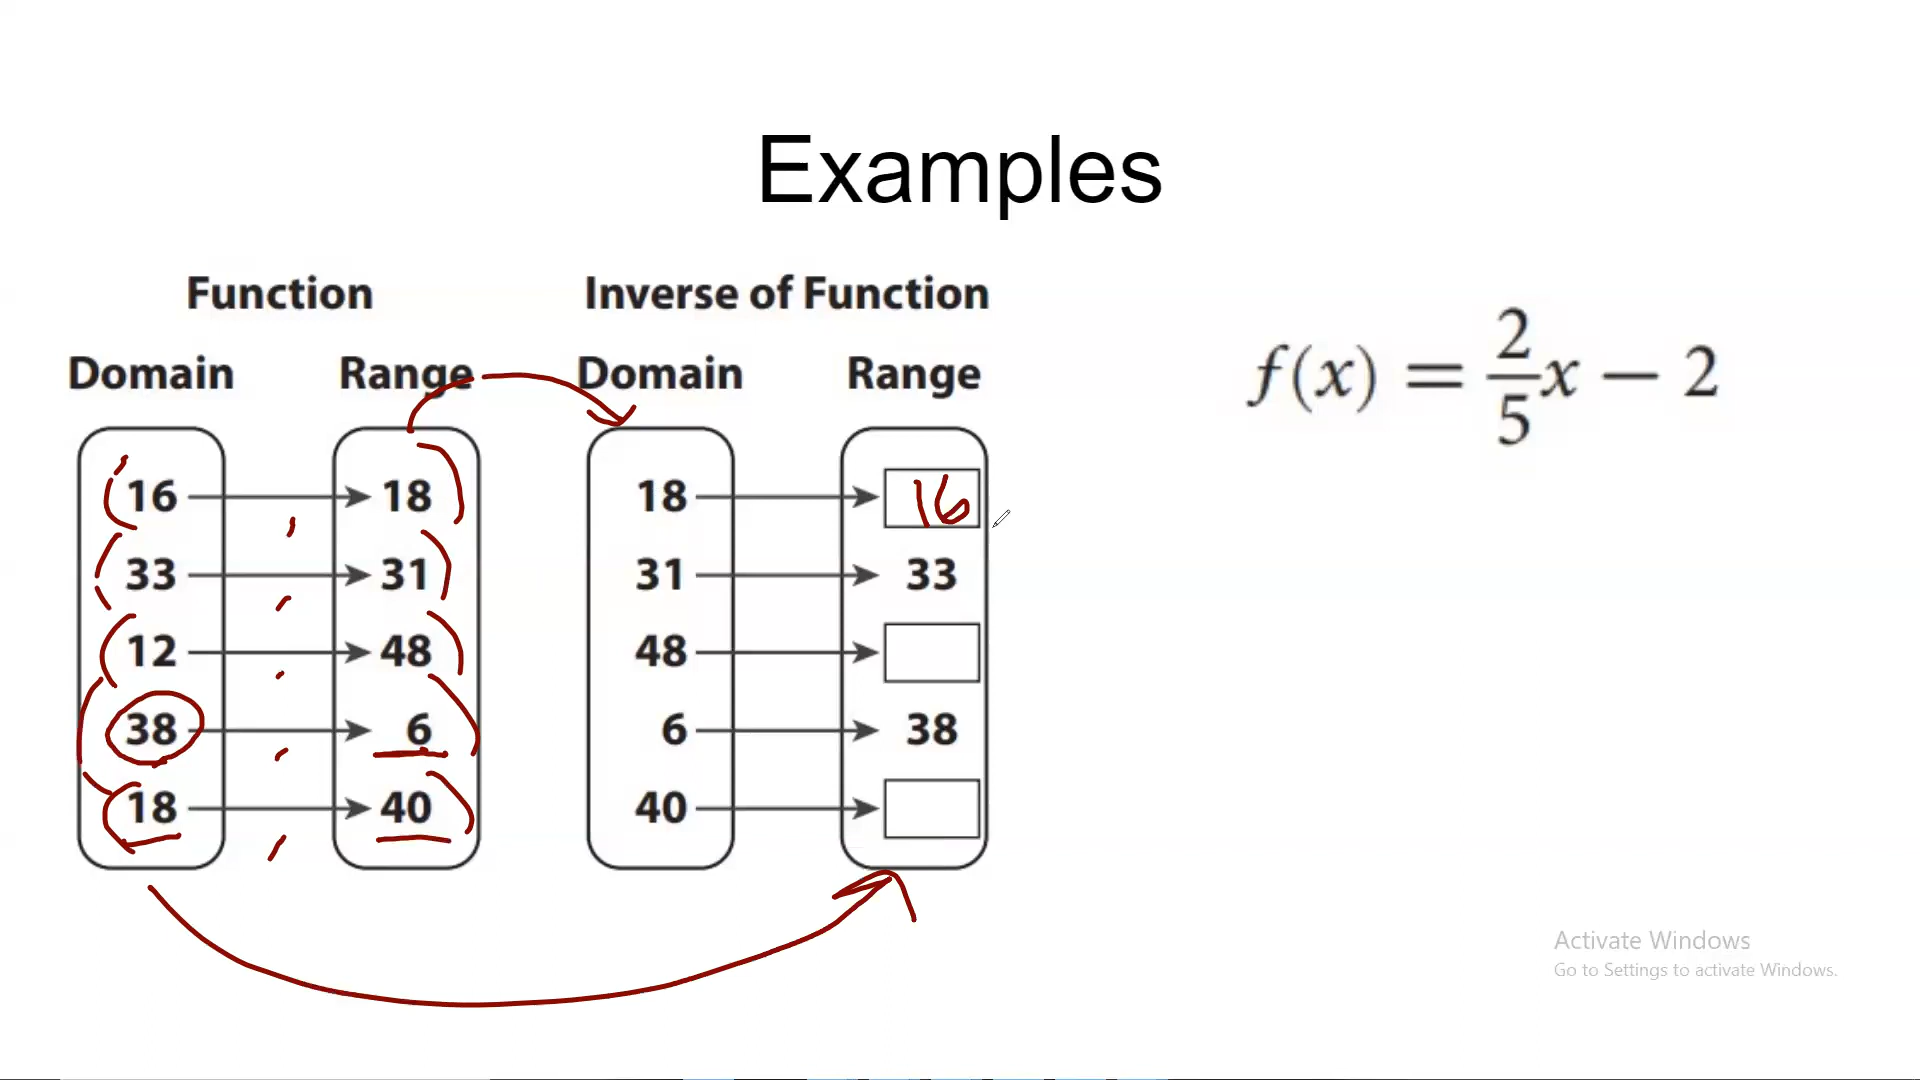 Examples
Function
Inverse of Function
Domain Range Domain Range
16 18 18 16
33 31 31 33
12 48 48
38 6 6 38
18 40 40
f(x) = 2/5 x − 2
Activate Windows
Go to Settings to activate Windows.